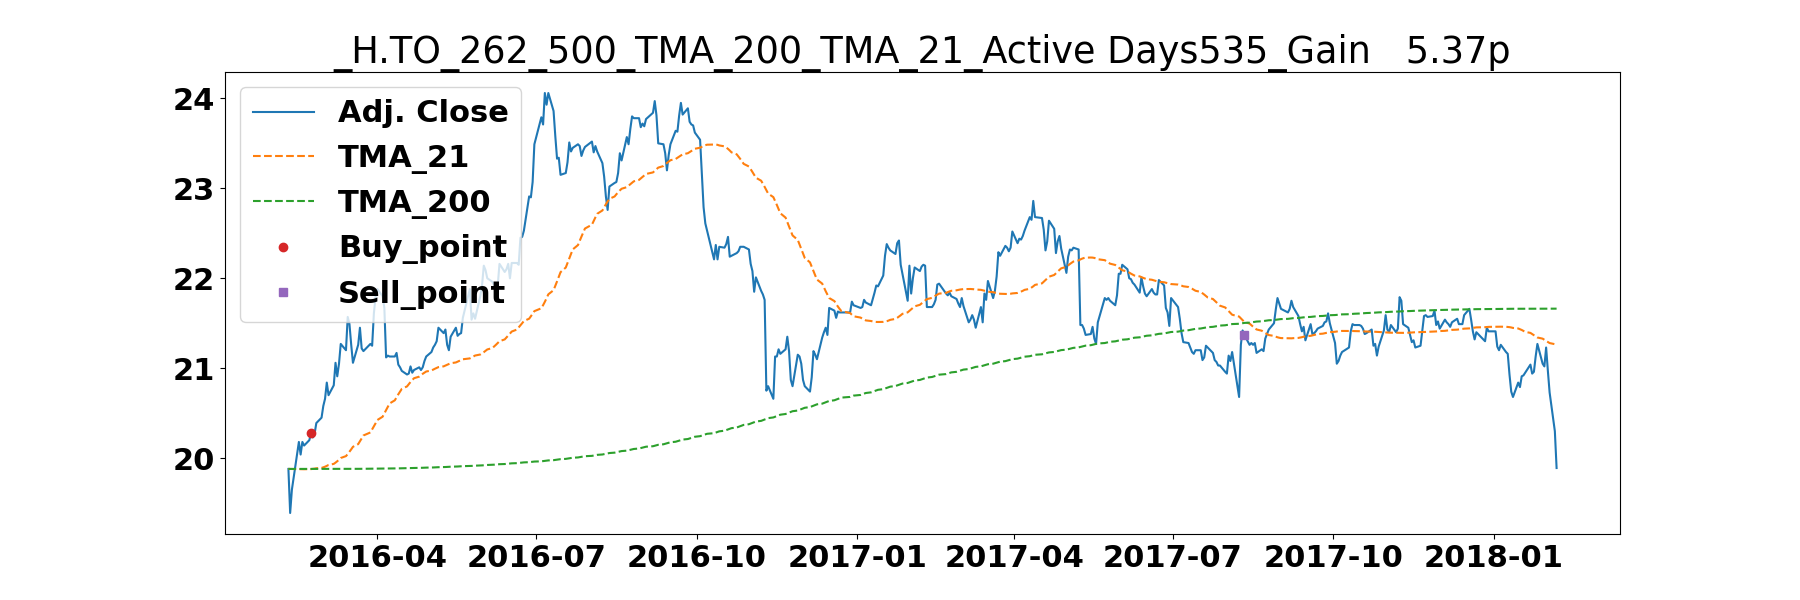 _H.TO_262_500_TMA_200_TMA_21_Active Days535_Gain   5.37p
24
23
22
21
20
Adj. Close
TMA_21
TMA_200
Buy_point
Sell_point
2016-04 2016-07 2016-10 2017-01 2017-04 2017-07 2017-10 2018-01